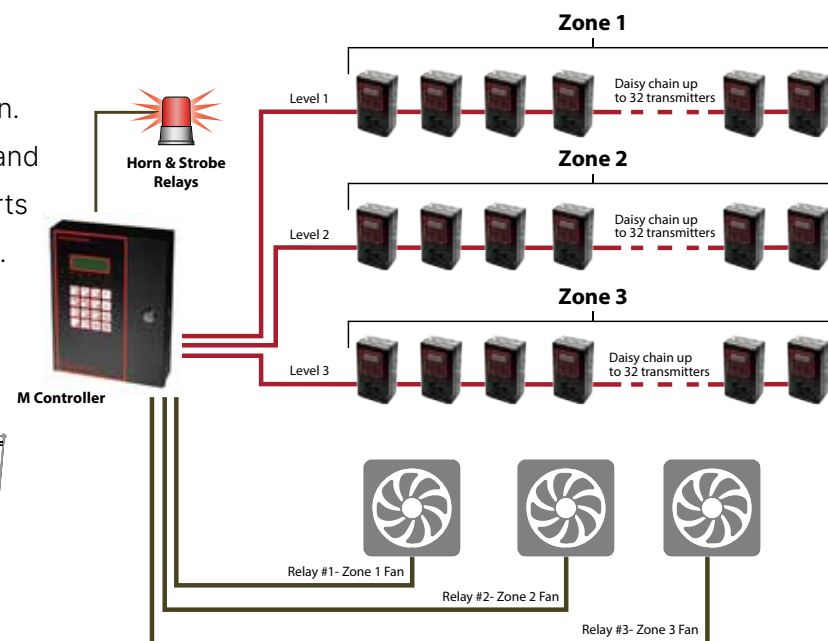 n.
and
rts
.
Zone 1
Level 1
Daisy chain up
to 32 transmitters
Horn & Strobe
Relays
Zone 2
Level 2
Daisy chain up
to 32 transmitters
Zone 3
Level 3
Daisy chain up
to 32 transmitters
M Controller
Relay #1- Zone 1 Fan
Relay #2- Zone 2 Fan
Relay #3- Zone 3 Fan